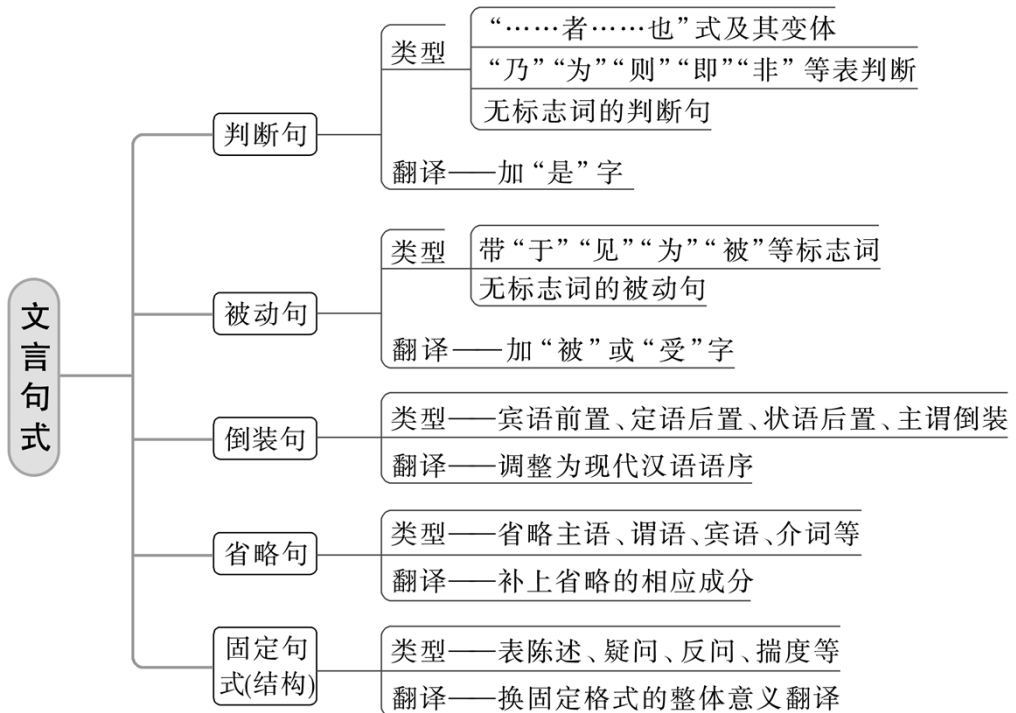 文言句式
判断句
类型
“……者……也”式及其变体
“乃”“为”“则”“即”“非”等表判断
无标志词的判断句
翻译——加“是”字
被动句
类型
带“于”“见”“为”“被”等标志词
无标志词的被动句
翻译——加“被”或“受”字
倒装句
类型——宾语前置、定语后置、状语后置、主谓倒装
翻译——调整为现代汉语语序
省略句
类型——省略主语、谓语、宾语、介词等
翻译——补上省略的相应成分
固定句
式(结构)
类型——表陈述、疑问、反问、揣度等
翻译——换固定格式的整体意义翻译